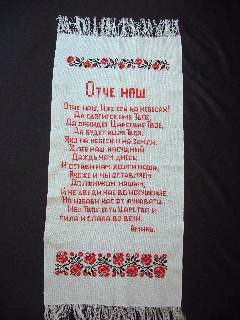 Отче наш
Отче наш, Иже еси на небесах!
Да святится имя Твое,
Да приидет Царствие Твое,
Да будет воля Твоя,
Яко на небеси и на земли.
Хлеб наш насущный
Даждь нам днесь
И остави нам долги наша,
Якоже и мы оставляем
Должником нашим,
И не введи нас во искушение,
Но избави нас от лукаваго.
Ибо Твое есть Царство и
сила и слава во веки.
Аминь.